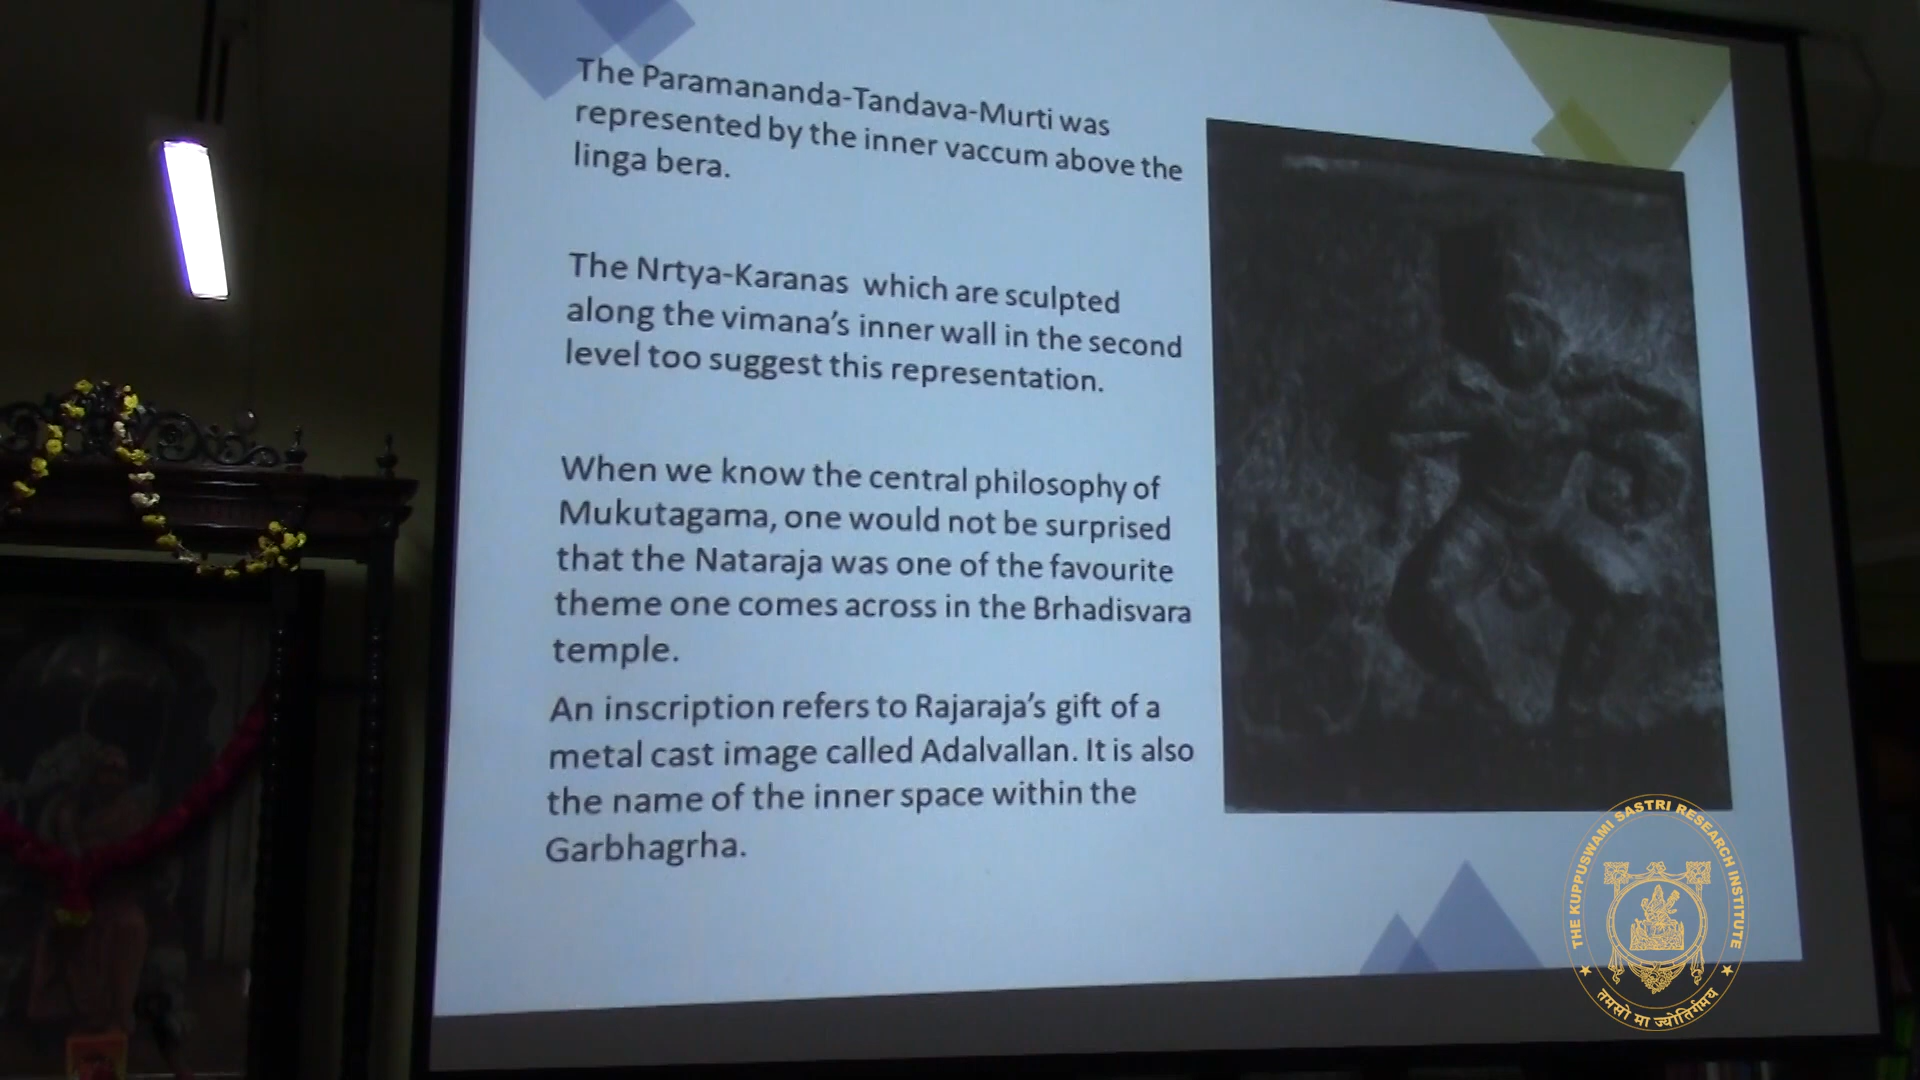 The Paramananda-Tandava-Murti was
represented by the inner vaccum above the
linga bera.
The Nrtya-Karanas which are sculpted
along the vimana's inner wall in the second
level too suggest this representation.
When we know the central philosophy of
Mukutagama, one would not be surprised
that the Nataraja was one of the favourite
theme one comes across in the Brhadisvara
temple.
An inscription refers to Rajaraja's gift of a
metal cast image called Adalvallan. It is also
the name of the inner space within the
Garbhagrha.
THE KUPPUSWAMI SASTRI RESEARCH INSTITUTE
तमसो मा ज्योतिर्गमय